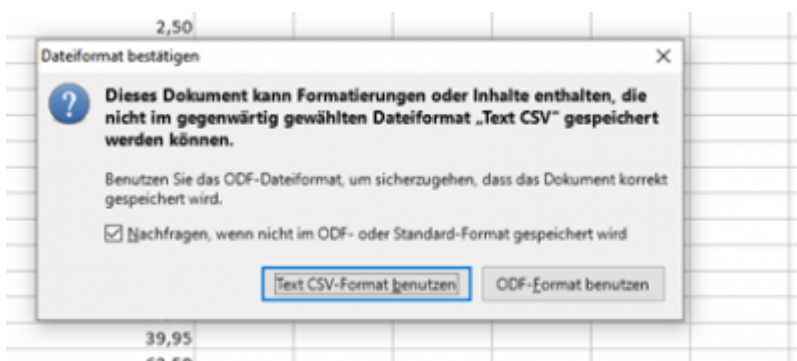 2,50
Dateiformat bestätigen
Dieses Dokument kann Formatierungen oder Inhalte enthalten, die
nicht im gegenwärtig gewählten Dateiformat „Text CSV“ gespeichert
werden können.
Benutzen Sie das ODF-Dateiformat, um sicherzugehen, dass das Dokument korrekt
gespeichert wird.
Nachfragen, wenn nicht im ODF- oder Standard-Format gespeichert wird
Text CSV-Format benutzen ODF-Format benutzen
39,95